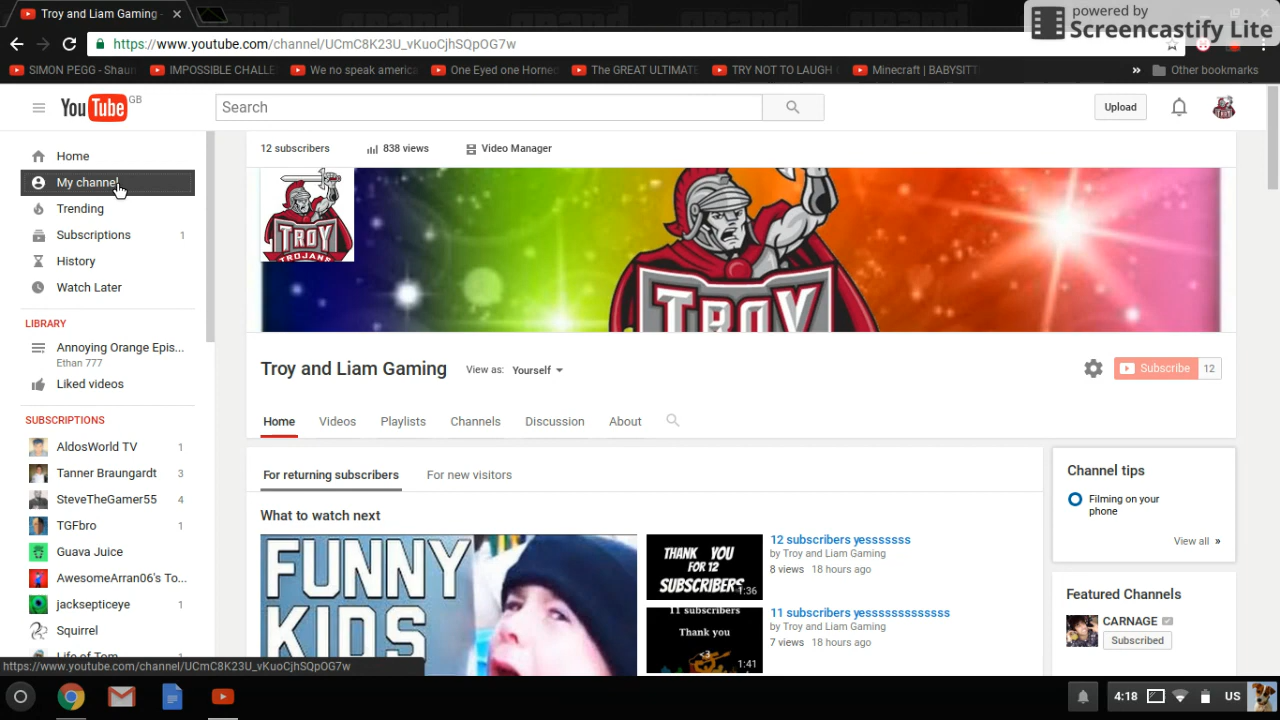 Troy and Liam Gaming -
powered by
Screencastify Lite
https://www.youtube.com/channel/UCmC8K23U_vKuoCjhSQpOG7w
SIMON PEGG - Shaun
IMPOSSIBLE CHALLE
We no speak america
One Eyed one Horned
The GREAT ULTIMATE
TRY NOT TO LAUGH
Minecraft | BABYSITT
» Other bookmarks
YouTube GB
Search
Upload
Home
My channel
Trending
Subscriptions 1
History
Watch Later
LIBRARY
Annoying Orange Epis...
Ethan 777
Liked videos
SUBSCRIPTIONS
AldosWorld TV 1
Tanner Braungardt 3
SteveTheGamer55 4
TGFbro 1
Guava Juice 2
AwesomeArran06's To...
jacksepticeye 1
Squirrel
Life of Tom
12 subscribers
838 views
Video Manager
TROY
TROJANS
TROY
Troy and Liam Gaming
View as: Yourself
Subscribe 12
Home
Videos
Playlists
Channels
Discussion
About
For returning subscribers
For new visitors
What to watch next
FUNNY
KIDS
THANK YOU
FOR 12
SUBSCRIBERS
1:36
12 subscribers yesssssss
by Troy and Liam Gaming
8 views 18 hours ago
11 subscribers
Thank you
<3
1:41
11 subscribers yesssssssssssss
by Troy and Liam Gaming
7 views 18 hours ago
Channel tips
Filming on your
phone
View all »
Featured Channels
CARNAGE
Subscribed
https://www.youtube.com/channel/UCmC8K23U_vKuoCjhSQpOG7w
4:18
US